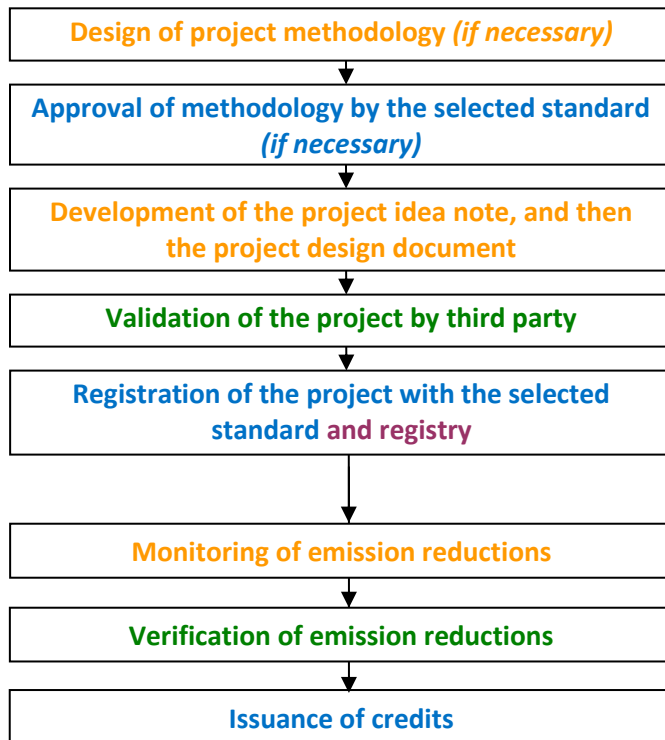 Design of project methodology (if necessary)
Approval of methodology by the selected standard
(if necessary)
Development of the project idea note, and then
the project design document
Validation of the project by third party
Registration of the project with the selected
standard and registry
Monitoring of emission reductions
Verification of emission reductions
Issuance of credits